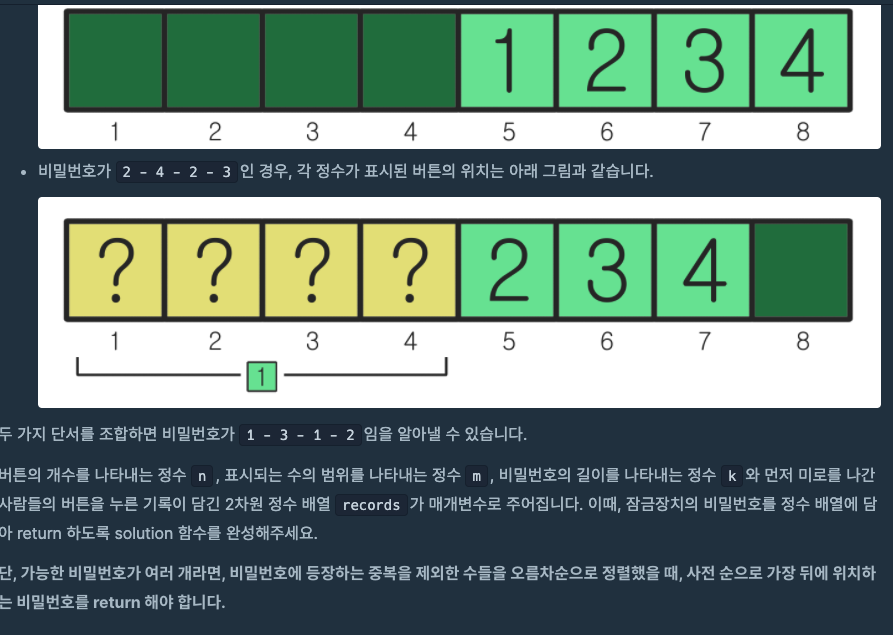 1 2 3 4
1 2 3 4 5 6 7 8
비밀번호가 2 - 4 - 2 - 3 인 경우, 각 정수가 표시된 버튼의 위치는 아래 그림과 같습니다.
? ? ? ? 2 3 4
1 2 3 4 5 6 7 8
1
두 가지 단서를 조합하면 비밀번호가 1 - 3 - 1 - 2 임을 알아낼 수 있습니다.
버튼의 개수를 나타내는 정수 n , 표시되는 수의 범위를 나타내는 정수 m , 비밀번호의 길이를 나타내는 정수 k 와 먼저 미로를 나간
사람들의 버튼을 누른 기록이 담긴 2차원 정수 배열 records 가 매개변수로 주어집니다. 이때, 잠금장치의 비밀번호를 정수 배열에 담
아 return 하도록 solution 함수를 완성해주세요.
단, 가능한 비밀번호가 여러 개라면, 비밀번호에 등장하는 중복을 제외한 수들을 오름차순으로 정렬했을 때, 사전 순으로 가장 뒤에 위치하
는 비밀번호를 return 해야 합니다.